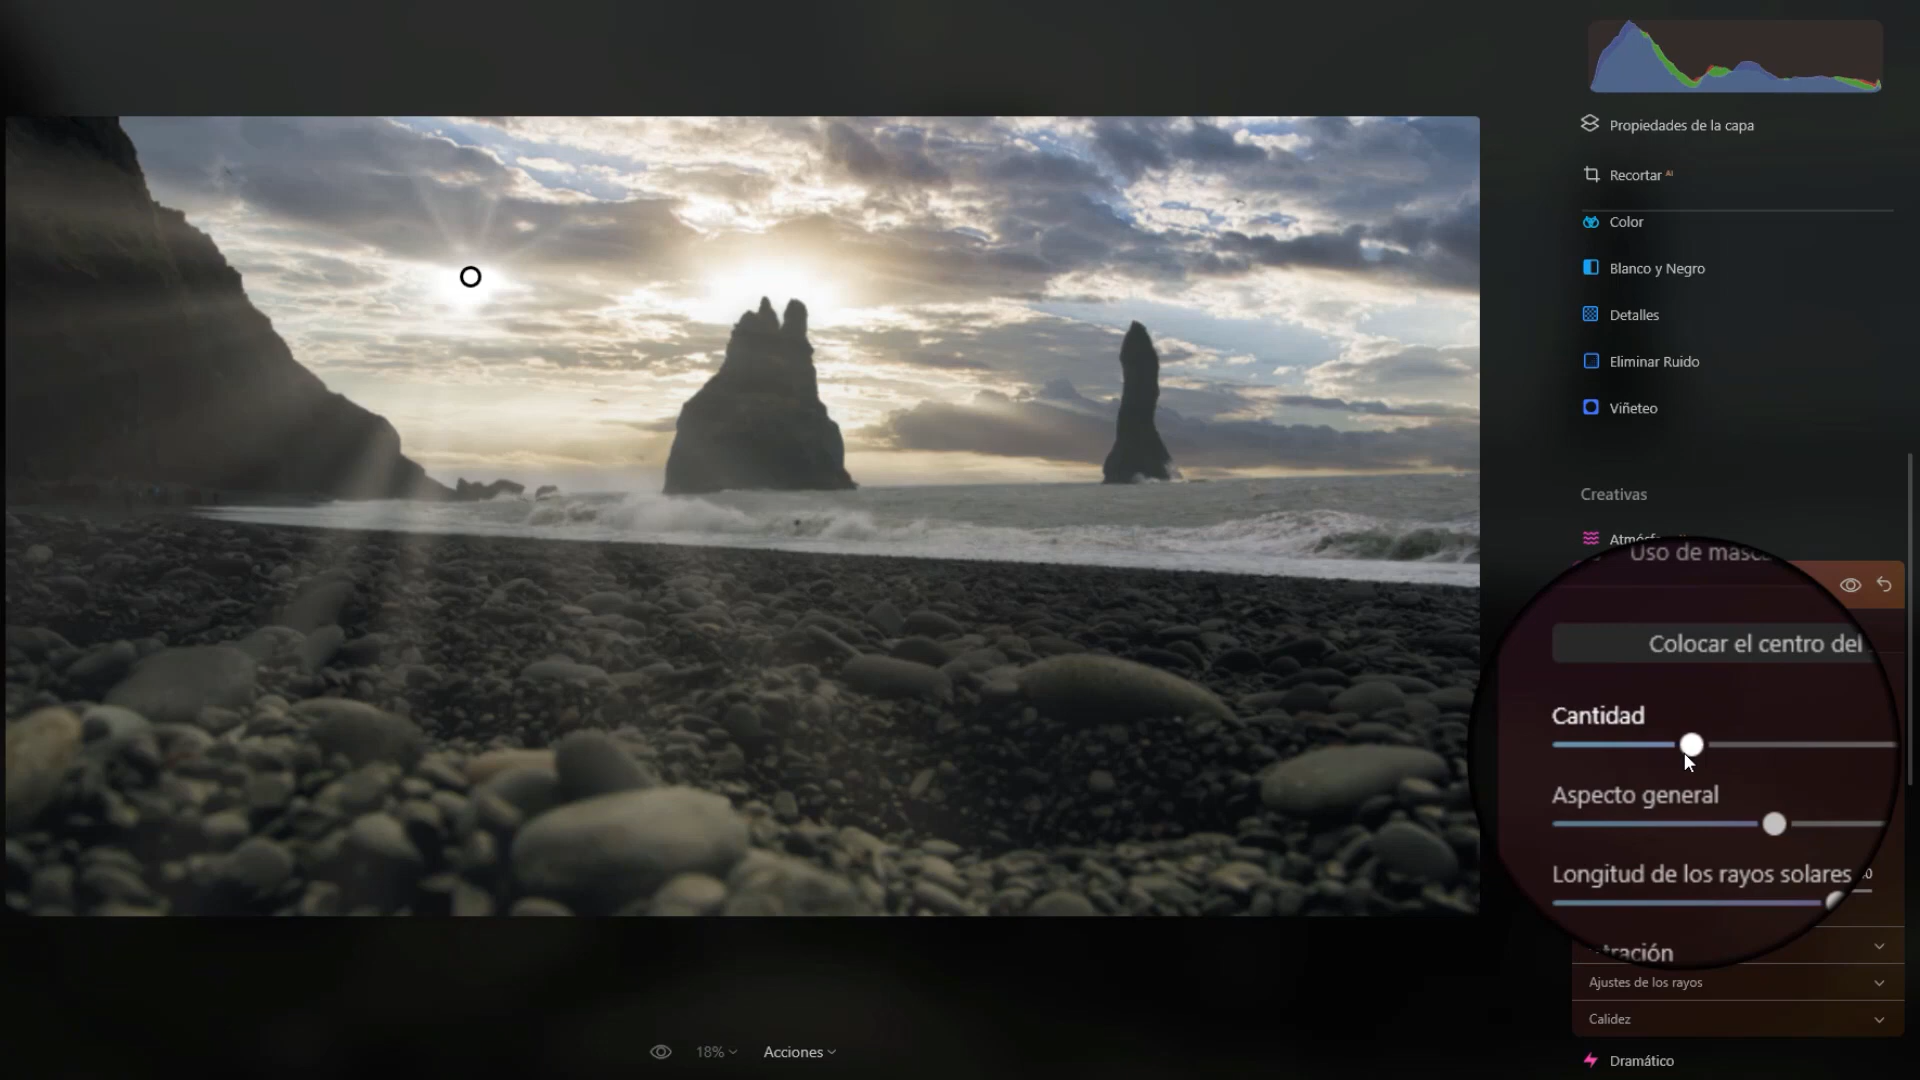 Propiedades de la capa
Recortar AI
Color
Blanco y Negro
Detalles
Eliminar Ruido
Viñeteo
Creativas
Uso de
Colocar el centro del
Cantidad
Aspecto general
Longitud de los rayos solares
Ajustes de los rayos
Calidez
Dramático
18%
Acciones